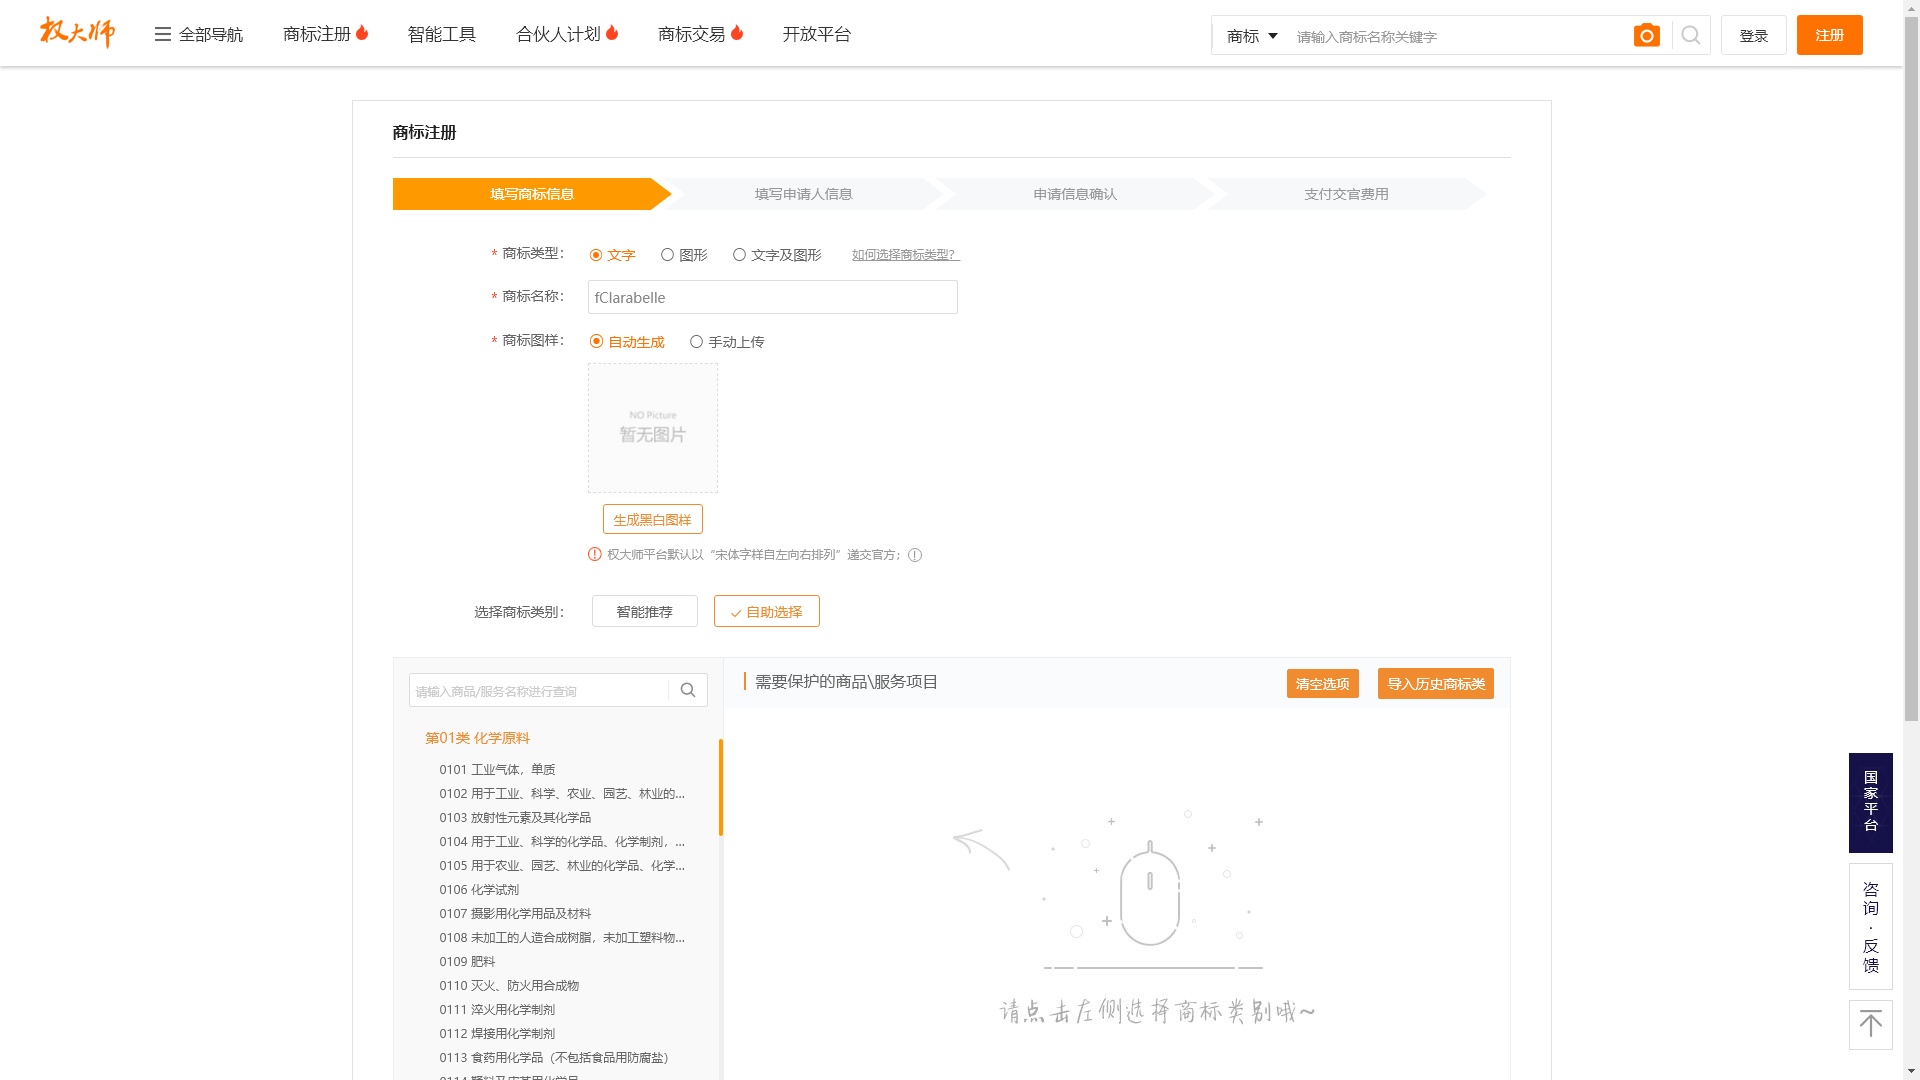 权大师
全部导航
商标注册
智能工具
合伙人计划
商标交易
开放平台
商标
请输入商标名称关键字
登录
注册
商标注册
填写商标信息
填写申请人信息
申请信息确认
支付交官费用
* 商标类型：
文字
图形
文字及图形
如何选择商标类型？
* 商标名称：
fClarabelle
* 商标图样：
自动生成
手动上传
NO Picture
暂无图片
生成黑白图样
权大师平台默认以“宋体字样自左向右排列”递交官方；
选择商标类别：
智能推荐
自助选择
请输入商品/服务名称进行查询
需要保护的商品\服务项目
清空选项
导入历史商标类
第01类 化学原料
0101 工业气体，单质
0102 用于工业、科学、农业、园艺、林业的...
0103 放射性元素及其化学品
0104 用于工业、科学的化学品、化学制剂，...
0105 用于农业、园艺、林业的化学品、化学...
0106 化学试剂
0107 摄影用化学用品及材料
0108 未加工的人造合成树脂，未加工塑料物...
0109 肥料
0110 灭火、防火用合成物
0111 淬火用化学制剂
0112 焊接用化学制剂
0113 食药用化学品（不包括食品用防腐盐）
请点击左侧选择商标类别哦~
国家平台
咨询·反馈